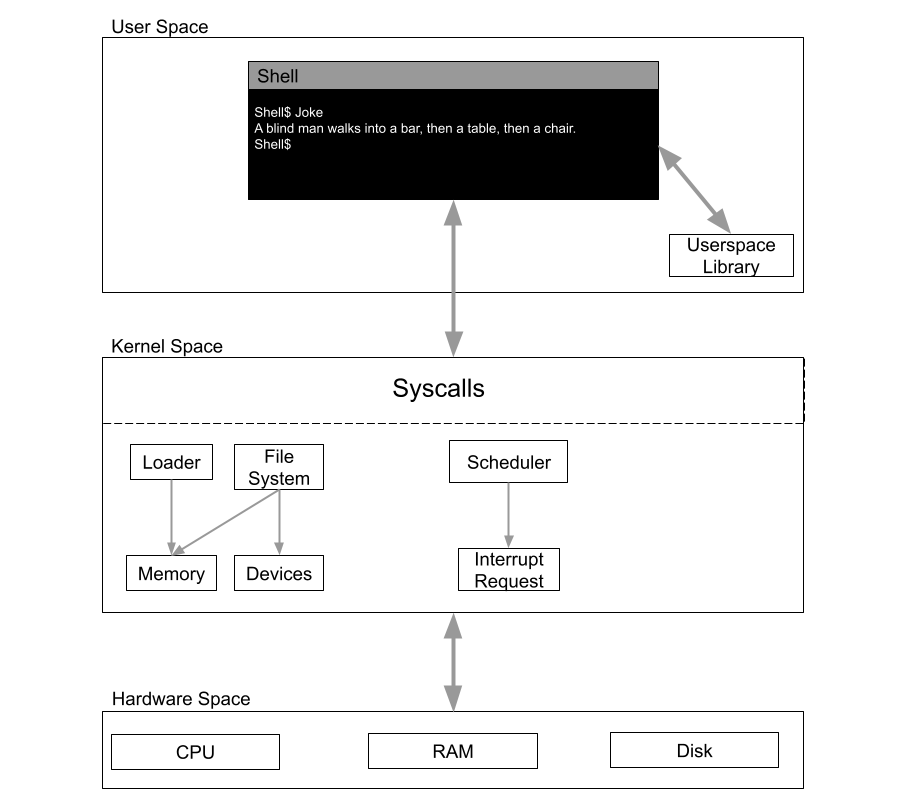 User Space
Shell
Shell$ Joke
A blind man walks into a bar, then a table, then a chair.
Shell$
Userspace
Library
Kernel Space
Syscalls
Loader
File
System
Scheduler
Memory
Devices
Interrupt
Request
Hardware Space
CPU
RAM
Disk